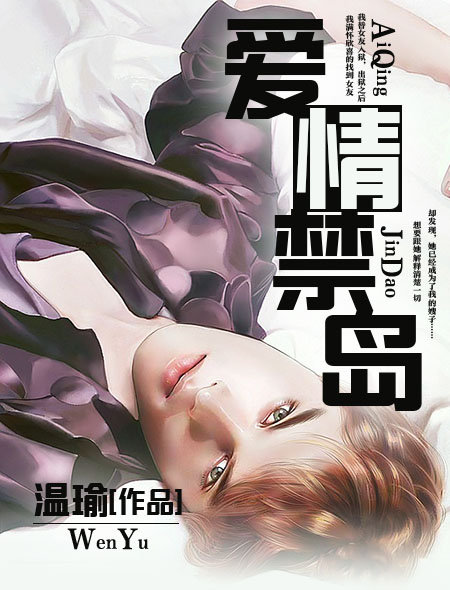 爱情禁岛
AiQing
JinDao
我替女友入狱，出狱之后
我满怀欣喜的找到女友
却发现，她已经成为了我的嫂子……
想要跟她解释清楚一切
温瑜[作品]
WenYu